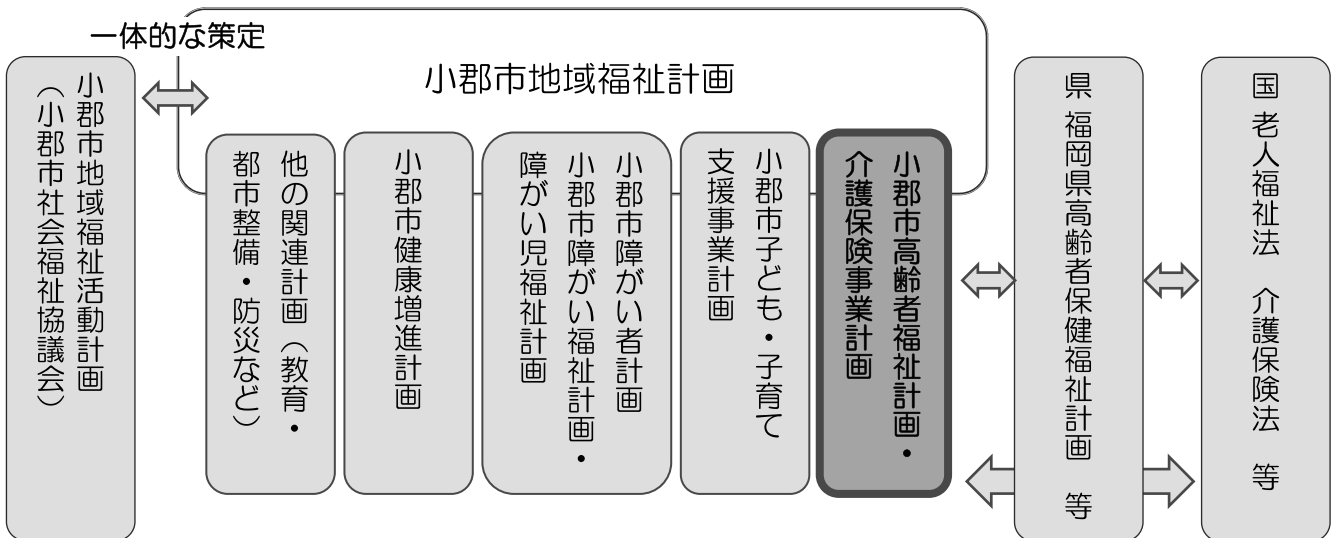 一体的な策定
小郡市地域福祉計画
小郡市地域福祉活動計画
（小郡市社会福祉協議会）
他の関連計画（教育・
都市整備・防災など）
小郡市健康増進計画
小郡市障がい者計画
小郡市障がい福祉計画・
障がい児福祉計画
小郡市子ども・子育て
支援事業計画
小郡市高齢者福祉計画・
介護保険事業計画
県 福岡県高齢者保健福祉計画 等
国 老人福祉法 介護保険法 等